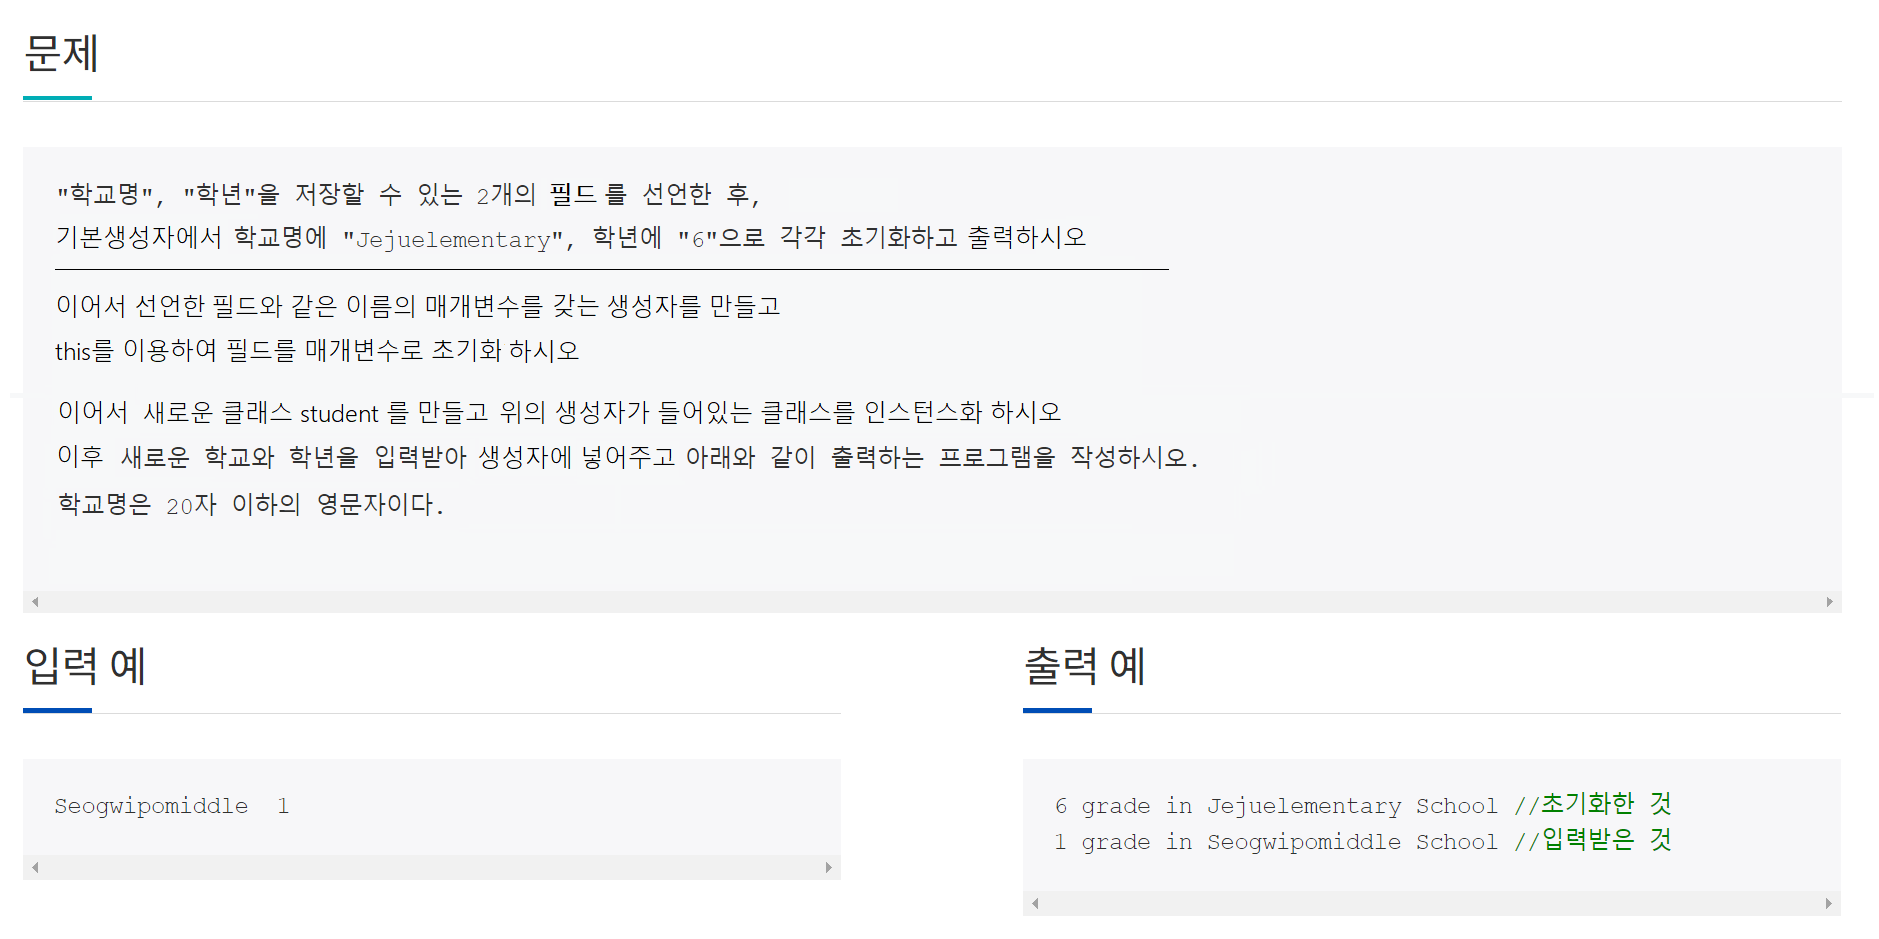 문제
"학교명", "학년"을 저장할 수 있는 2개의 필드 를 선언한 후,
기본생성자에서 학교명에 "Jejuelementary", 학년에 "6"으로 각각 초기화하고 출력하시오
이어서 선언한 필드와 같은 이름의 매개변수를 갖는 생성자를 만들고
this를 이용하여 필드를 매개변수로 초기화 하시오
이어서 새로운 클래스 student 를 만들고 위의 생성자가 들어있는 클래스를 인스턴스화 하시오
이후 새로운 학교와 학년을 입력받아 생성자에 넣어주고 아래와 같이 출력하는 프로그램을 작성하시오.
학교명은 20자 이하의 영문자이다.
입력 예
Seogwipomiddle 1
출력 예
6 grade in Jejuelementary School //초기화한 것
1 grade in Seogwipomiddle School //입력받은 것